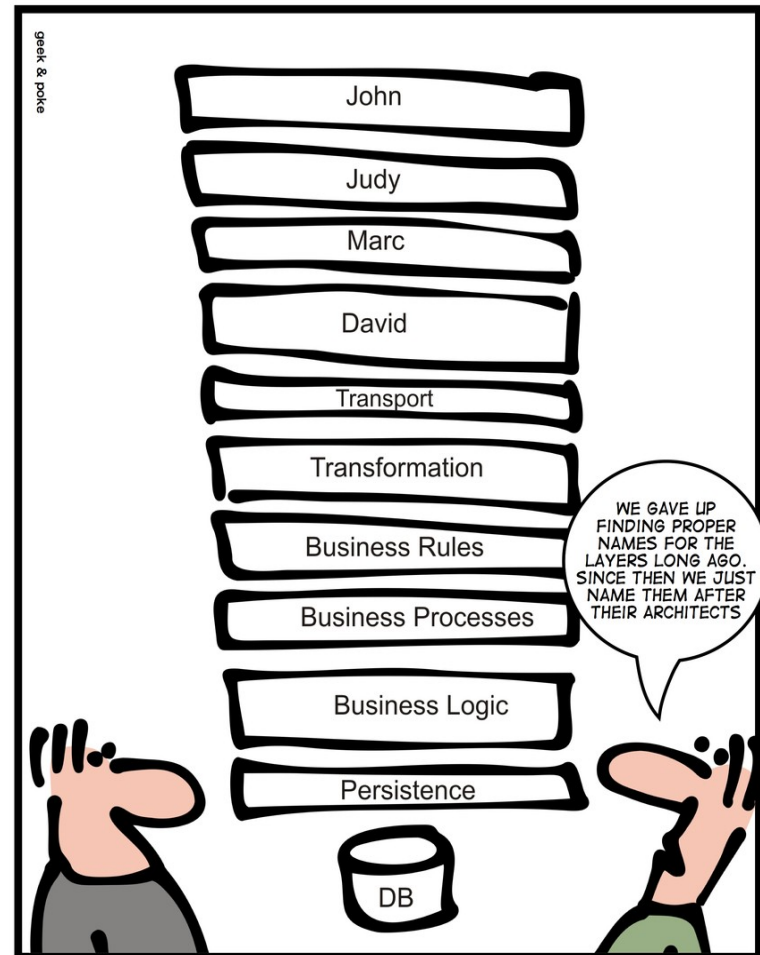 geek & poke
John
Judy
Marc
David
Transport
Transformation
Business Rules
Business Processes
Business Logic
Persistence
DB
WE GAVE UP
FINDING PROPER
NAMES FOR THE
LAYERS LONG AGO.
SINCE THEN WE JUST
NAME THEM AFTER
THEIR ARCHITECTS